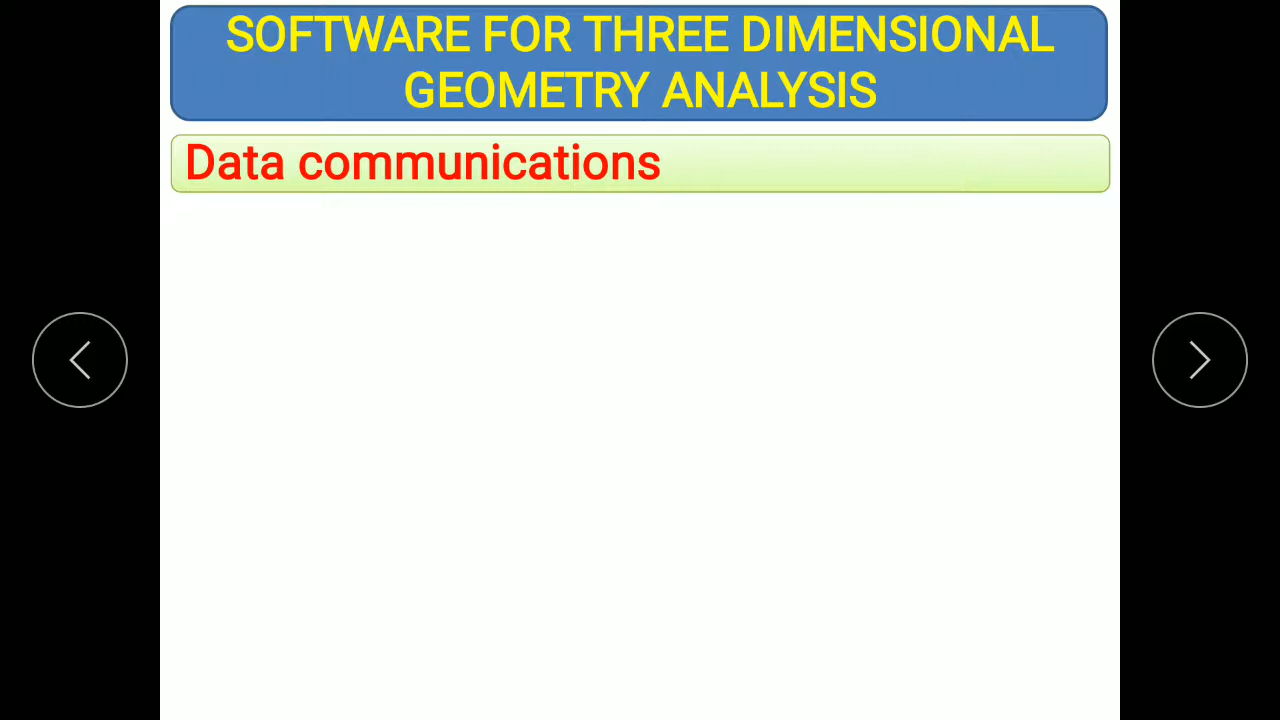 SOFTWARE FOR THREE DIMENSIONAL
GEOMETRY ANALYSIS
Data communications